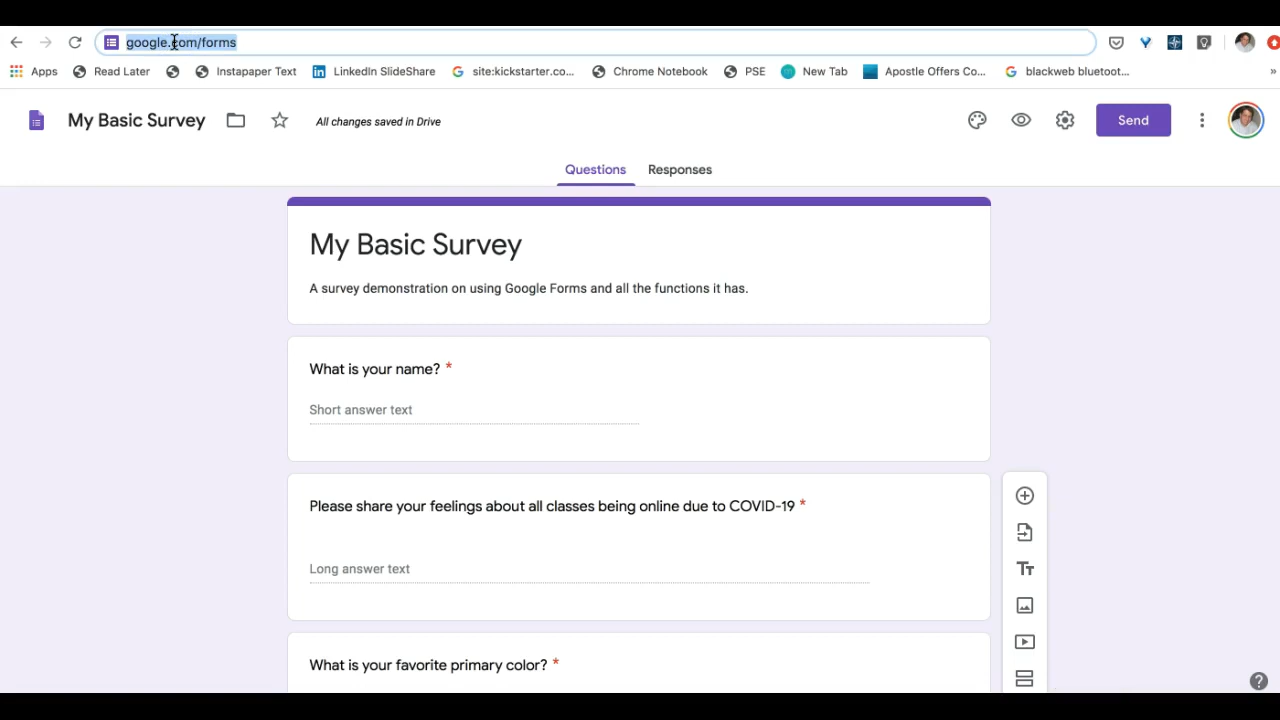 google.com/forms
Apps Read Later Instapaper Text LinkedIn SlideShare site:kickstarter.co... Chrome Notebook PSE New Tab Apostle Offers Co... blackweb bluetoot... »
My Basic Survey All changes saved in Drive Send
Questions Responses
My Basic Survey
A survey demonstration on using Google Forms and all the functions it has.
What is your name? *
Short answer text
Please share your feelings about all classes being online due to COVID-19 *
Long answer text
What is your favorite primary color? *